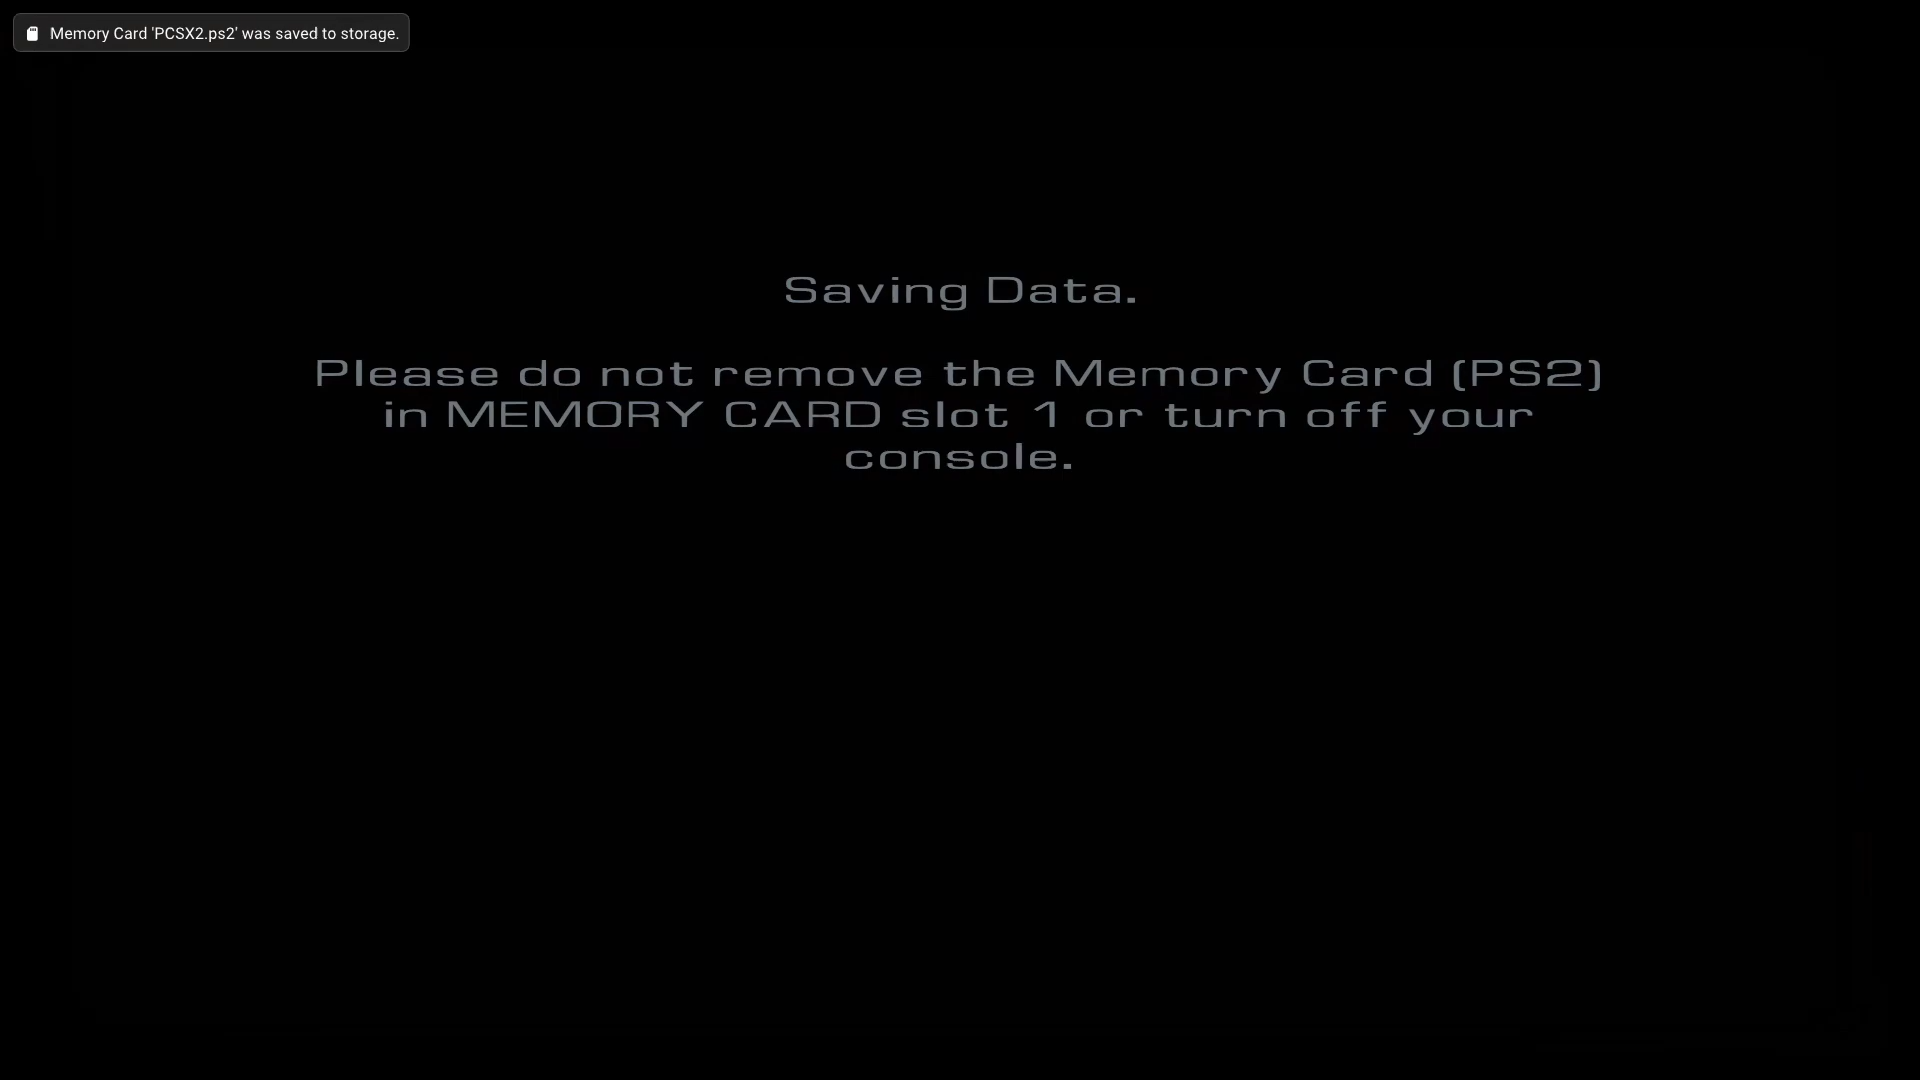 Memory Card 'PCSX2.ps2' was saved to storage.
Saving Data.
Please do not remove the Memory Card (PS2)
in MEMORY CARD slot 1 or turn off your
console.